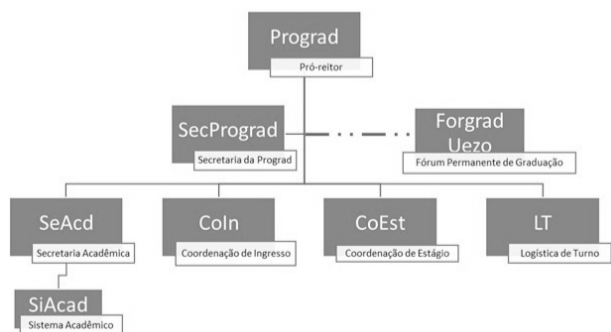 Prograd
Pró-reitor
SecPrograd
Secretaria da Prograd
Forgrad
Uezo
Fórum Permanente de Graduação
SeAcd
Secretaria Acadêmica
CoIn
Coordenação de Ingresso
CoEst
Coordenação de Estágio
LT
Logística de Turno
SiAcad
Sistema Acadêmico